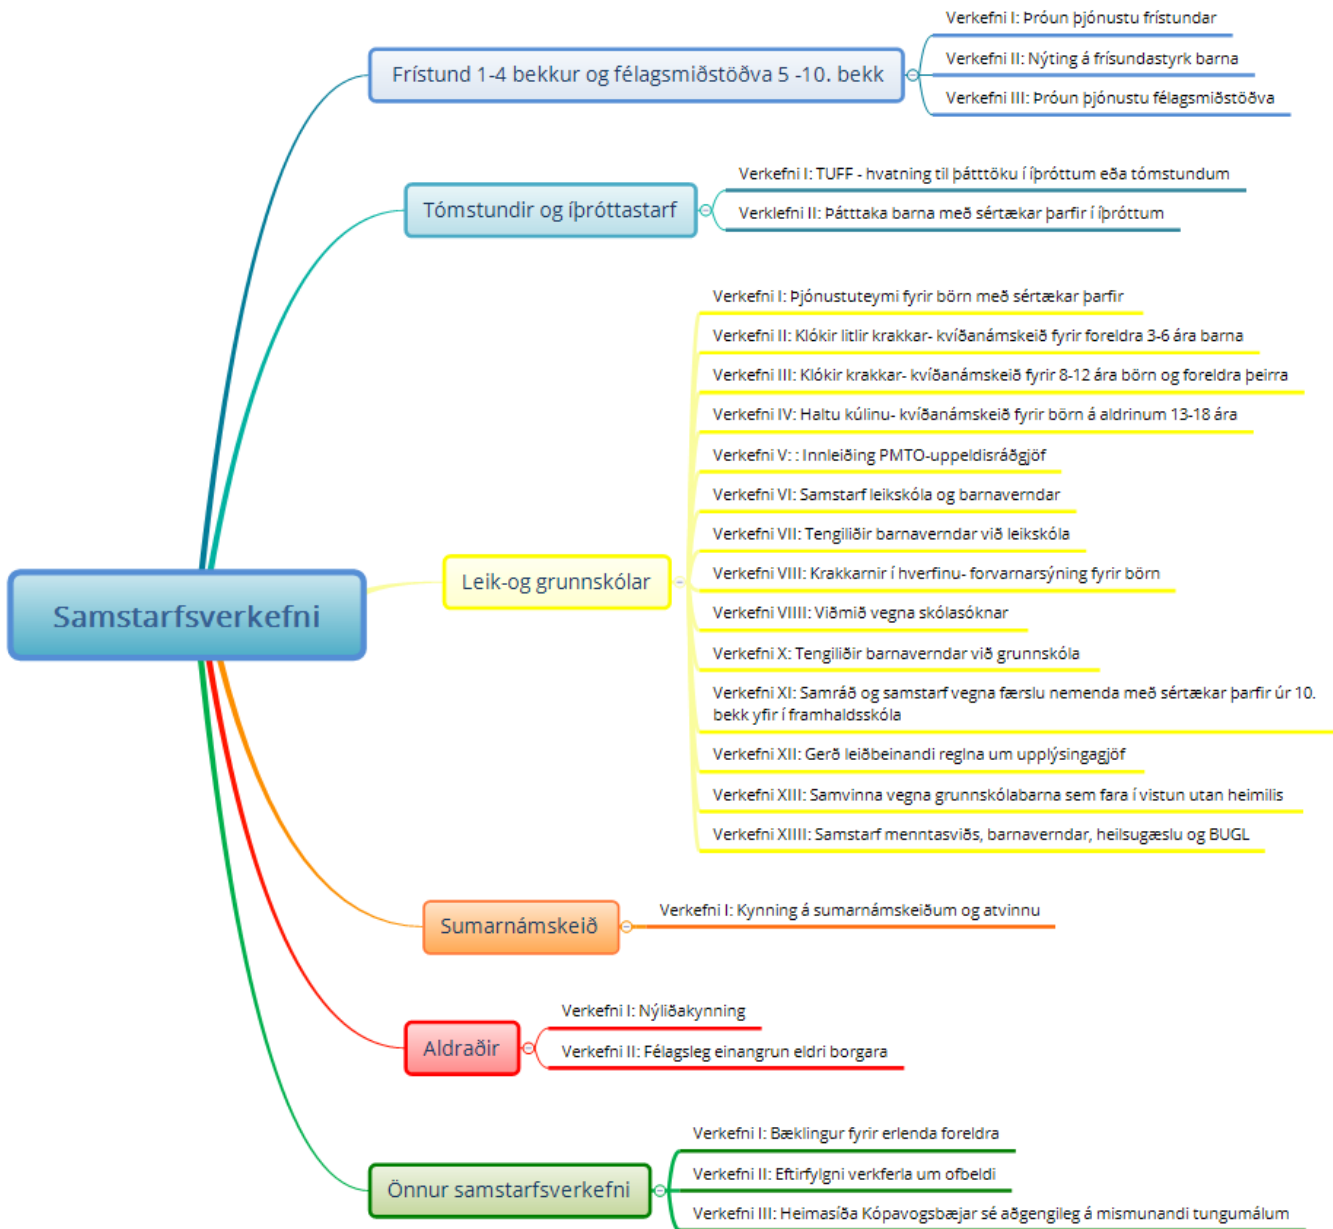 Samstarfsverkefni
Frístund 1-4 bekkur og félagsmiðstöðva 5 -10. bekk
Verkefni I: Þróun þjónustu frístundar
Verkefni II: Nýting á frísundastyrk barna
Verkefni III: Þróun þjónustu félagsmiðstöðva
Tómstundir og íþróttastarf
Verkefni I: TUFF - hvatning til þátttöku í íþróttum eða tómstundum
Verklefni II: Þátttaka barna með sértækar þarfir í íþróttum
Leik-og grunnskólar
Verkefni I: Þjónustuteymi fyrir börn með sértækar þarfir
Verkefni II: Klókir litlir krakkar- kvíðanámskeið fyrir foreldra 3-6 ára barna
Verkefni III: Klókir krakkar- kvíðanámskeið fyrir 8-12 ára börn og foreldra þeirra
Verkefni IV: Haltu kúlinu- kvíðanámskeið fyrir börn á aldrinum 13-18 ára
Verkefni V: : Innleiðing PMTO-uppeldisráðgjöf
Verkefni VI: Samstarf leikskóla og barnaverndar
Verkefni VII: Tengiliðir barnaverndar við leikskóla
Verkefni VIII: Krakkarnir í hverfinu- forvarnarsýning fyrir börn
Verkefni VIIII: Viðmið vegna skólasóknar
Verkefni X: Tengiliðir barnaverndar við grunnskóla
Verkefni XI: Samráð og samstarf vegna færslu nemenda með sértækar þarfir úr 10.
bekk yfir í framhaldsskóla
Verkefni XII: Gerð leiðbeinandi reglna um upplýsingagjöf
Verkefni XIII: Samvinna vegna grunnskólabarna sem fara í vistun utan heimilis
Verkefni XIIII: Samstarf menntasviðs, barnaverndar, heilsugæslu og BUGL
Sumarnámskeið
Verkefni I: Kynning á sumarnámskeiðum og atvinnu
Aldraðir
Verkefni I: Nýliðakynning
Verkefni II: Félagsleg einangrun eldri borgara
Önnur samstarfsverkefni
Verkefni I: Bæklingur fyrir erlenda foreldra
Verkefni II: Eftirfylgni verkferla um ofbeldi
Verkefni III: Heimasíða Kópavogsbæjar sé aðgengileg á mismunandi tungumálum